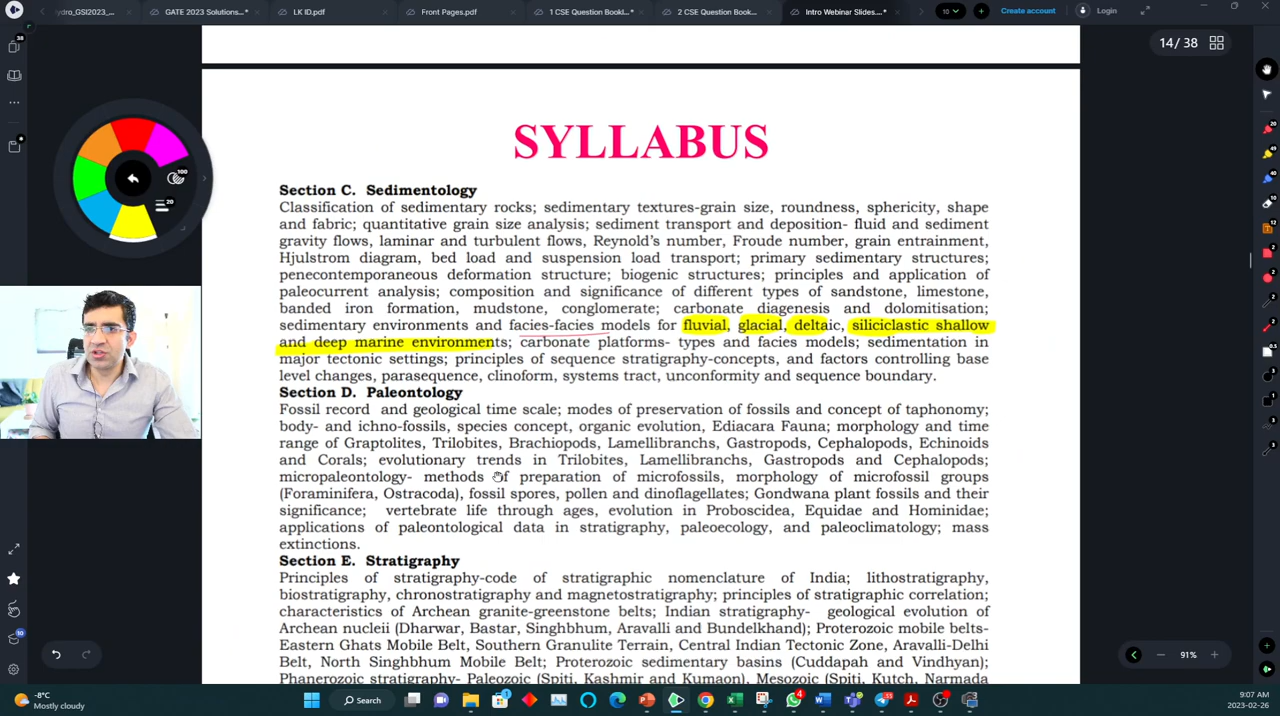 ydro_GSI2023_...
GATE 2023 Solutions...*
LK ID.pdf
Front Pages.pdf
1 CSE Question Bookl...*
2 CSE Question Book...
Intro Webinar Slides....*
10
Create account
Login
14/38
38
100
20
SYLLABUS
Section C. Sedimentology
Classification of sedimentary rocks; sedimentary textures-grain size, roundness, sphericity, shape
and fabric; quantitative grain size analysis; sediment transport and deposition- fluid and sediment
gravity flows, laminar and turbulent flows, Reynold's number, Froude number, grain entrainment,
Hjulstrom diagram, bed load and suspension load transport; primary sedimentary structures;
penecontemporaneous deformation structure; biogenic structures; principles and application of
paleocurrent analysis; composition and significance of different types of sandstone, limestone,
banded iron formation, mudstone, conglomerate; carbonate diagenesis and dolomitisation;
sedimentary environments and facies-facies models for fluvial, glacial, deltaic, siliciclastic shallow
and deep marine environments; carbonate platforms- types and facies models; sedimentation in
major tectonic settings; principles of sequence stratigraphy-concepts, and factors controlling base
level changes, parasequence, clinoform, systems tract, unconformity and sequence boundary.
Section D. Paleontology
Fossil record and geological time scale; modes of preservation of fossils and concept of taphonomy;
body- and ichno-fossils, species concept, organic evolution, Ediacara Fauna; morphology and time
range of Graptolites, Trilobites, Brachiopods, Lamellibranchs, Gastropods, Cephalopods, Echinoids
and Corals; evolutionary trends in Trilobites, Lamellibranchs, Gastropods and Cephalopods;
micropaleontology- methods of preparation of microfossils, morphology of microfossil groups
(Foraminifera, Ostracoda), fossil spores, pollen and dinoflagellates; Gondwana plant fossils and their
significance; vertebrate life through ages, evolution in Proboscidea, Equidae and Hominidae;
applications of paleontological data in stratigraphy, paleoecology, and paleoclimatology; mass
extinctions.
Section E. Stratigraphy
Principles of stratigraphy-code of stratigraphic nomenclature of India; lithostratigraphy,
biostratigraphy, chronostratigraphy and magnetostratigraphy; principles of stratigraphic correlation;
characteristics of Archean granite-greenstone belts; Indian stratigraphy- geological evolution of
Archean nucleii (Dharwar, Bastar, Singhbhum, Aravalli and Bundelkhand); Proterozoic mobile belts-
Eastern Ghats Mobile Belt, Southern Granulite Terrain, Central Indian Tectonic Zone, Aravalli-Delhi
Belt, North Singhbhum Mobile Belt; Proterozoic sedimentary basins (Cuddapah and Vindhyan);
Phanerozoic stratigraphy- Paleozoic (Spiti, Kashmir and Kumaon), Mesozoic (Spiti, Kutch, Narmada
91%
-8°C
Mostly cloudy
Search
9:07 AM
2023-02-26